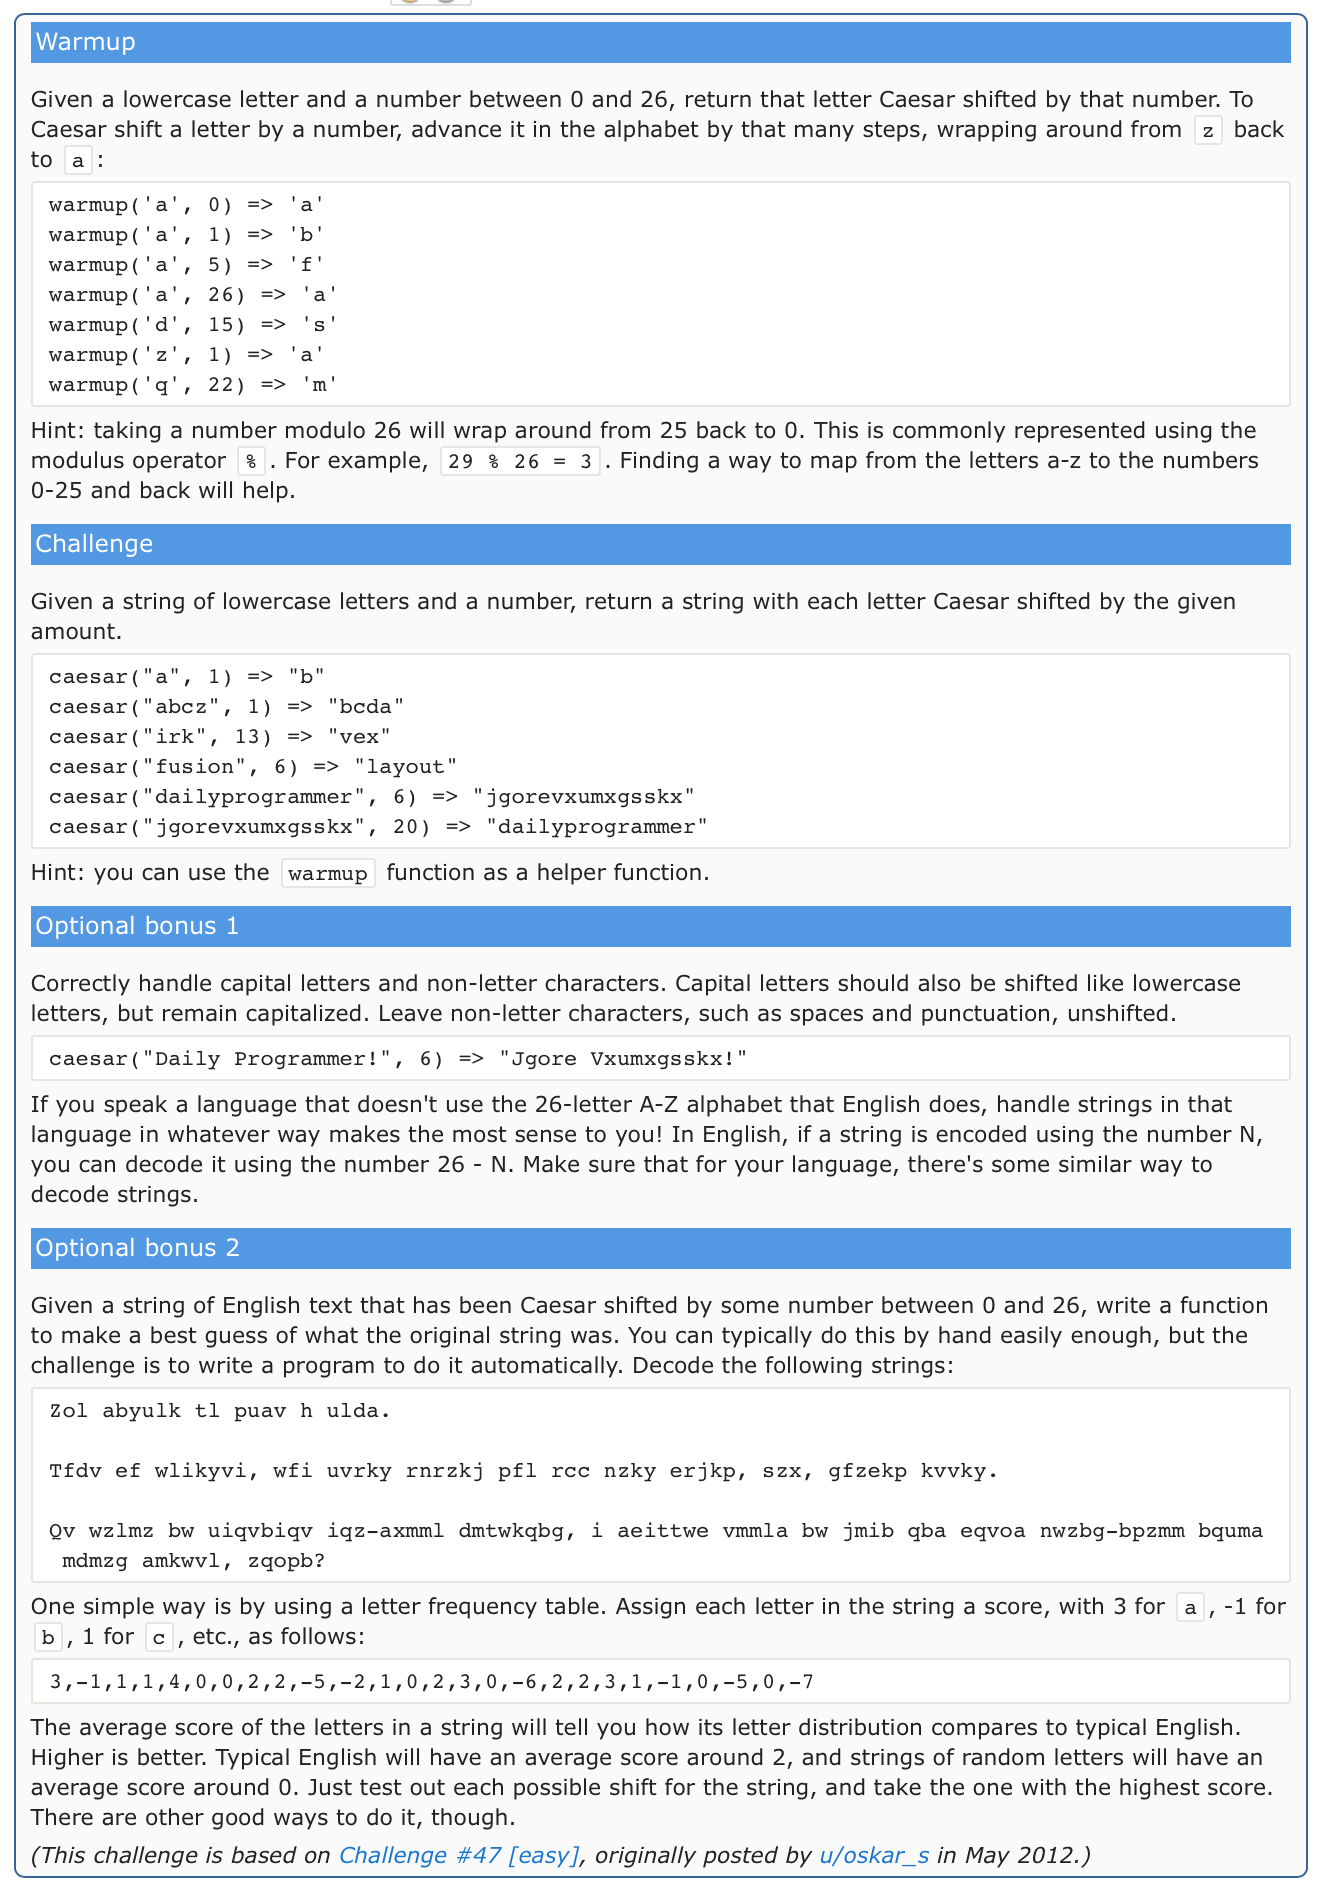 Warmup
Given a lowercase letter and a number between 0 and 26, return that letter Caesar shifted by that number. To
Caesar shift a letter by a number, advance it in the alphabet by that many steps, wrapping around from z back
to a :
warmup('a', 0) => 'a'
warmup('a', 1) => 'b'
warmup('a', 5) => 'f'
warmup('a', 26) => 'a'
warmup('d', 15) => 's'
warmup('z', 1) => 'a'
warmup('q', 22) => 'm'
Hint: taking a number modulo 26 will wrap around from 25 back to 0. This is commonly represented using the
modulus operator % . For example, 29 % 26 = 3 . Finding a way to map from the letters a-z to the numbers
0-25 and back will help.
Challenge
Given a string of lowercase letters and a number, return a string with each letter Caesar shifted by the given
amount.
caesar("a", 1) => "b"
caesar("abcz", 1) => "bcda"
caesar("irk", 13) => "vex"
caesar("fusion", 6) => "layout"
caesar("dailyprogrammer", 6) => "jgorevxumxgsskx"
caesar("jgorevxumxgsskx", 20) => "dailyprogrammer"
Hint: you can use the warmup function as a helper function.
Optional bonus 1
Correctly handle capital letters and non-letter characters. Capital letters should also be shifted like lowercase
letters, but remain capitalized. Leave non-letter characters, such as spaces and punctuation, unshifted.
caesar("Daily Programmer!", 6) => "Jgore Vxumxgsskx!"
If you speak a language that doesn't use the 26-letter A-Z alphabet that English does, handle strings in that
language in whatever way makes the most sense to you! In English, if a string is encoded using the number N,
you can decode it using the number 26 - N. Make sure that for your language, there's some similar way to
decode strings.
Optional bonus 2
Given a string of English text that has been Caesar shifted by some number between 0 and 26, write a function
to make a best guess of what the original string was. You can typically do this by hand easily enough, but the
challenge is to write a program to do it automatically. Decode the following strings:
Zol abyulk tl puav h ulda.
Tfdv ef wlikyvi, wfi uvrky rnrzkj pfl rcc nzky erjkp, szx, gfzekp kvvky.
Qv wzlmz bw uiqvbiqv iqz-axmml dmtwkqbg, i aeittwe vmmla bw jmib qba eqvoa nwzbg-bpzmm bquma
mdmzg amkwvl, zqopb?
One simple way is by using a letter frequency table. Assign each letter in the string a score, with 3 for a , -1 for
b , 1 for c , etc., as follows:
3,-1,1,1,4,0,0,2,2,-5,-2,1,0,2,3,0,-6,2,2,3,1,-1,0,-5,0,-7
The average score of the letters in a string will tell you how its letter distribution compares to typical English.
Higher is better. Typical English will have an average score around 2, and strings of random letters will have an
average score around 0. Just test out each possible shift for the string, and take the one with the highest score.
There are other good ways to do it, though.
(This challenge is based on Challenge #47 [easy], originally posted by u/oskar_s in May 2012.)